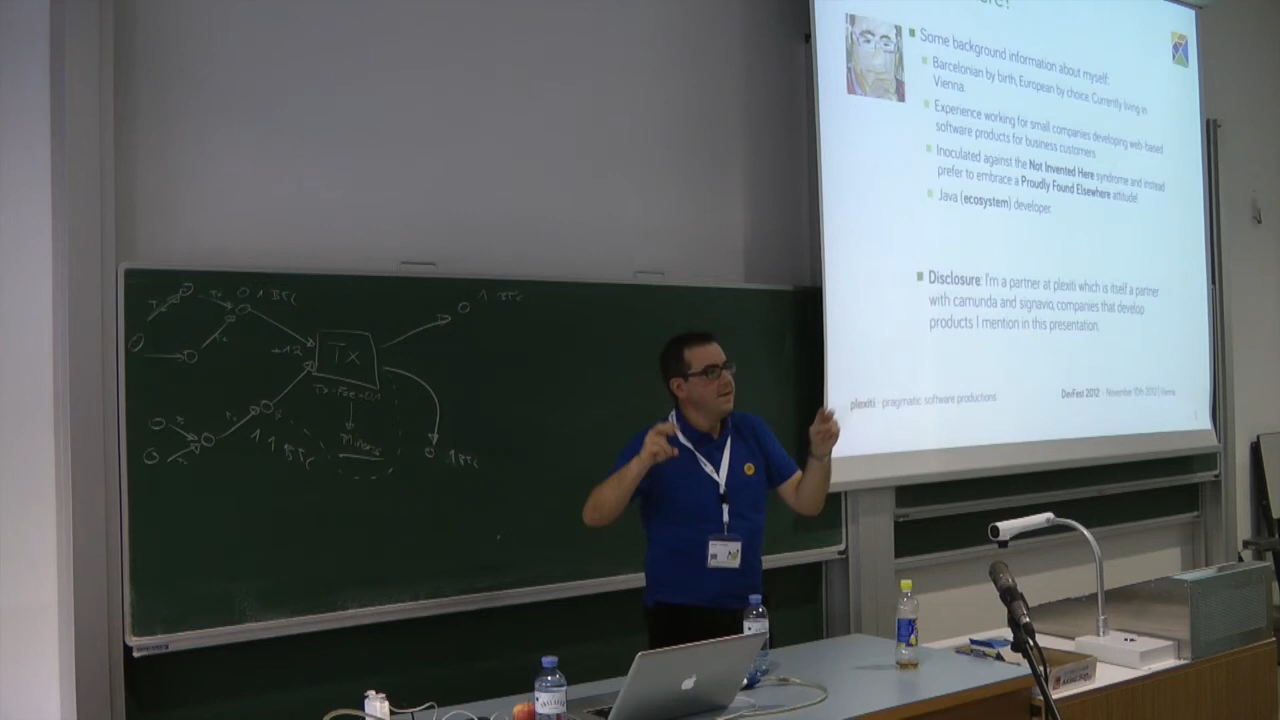 Some background information about myself:
Barcelonian by birth, European by choice. Currently living in
Vienna.
Experience working for small companies developing web-based
software products for business customers
Inoculated against the Not Invented Here syndrome and instead
prefer to embrace a Proudly Found Elsewhere attitude!
Java (ecosystem) developer.
Disclosure: I'm a partner at plexiti which is itself a partner
with camunda and signavio, companies that develop
products I mention in this presentation.
plexiti · pragmatic software productions
DevFest 2012 · November 10th 2012 | Vienna
1 BTC
1 BTC
Tx
Miners
1 BTC